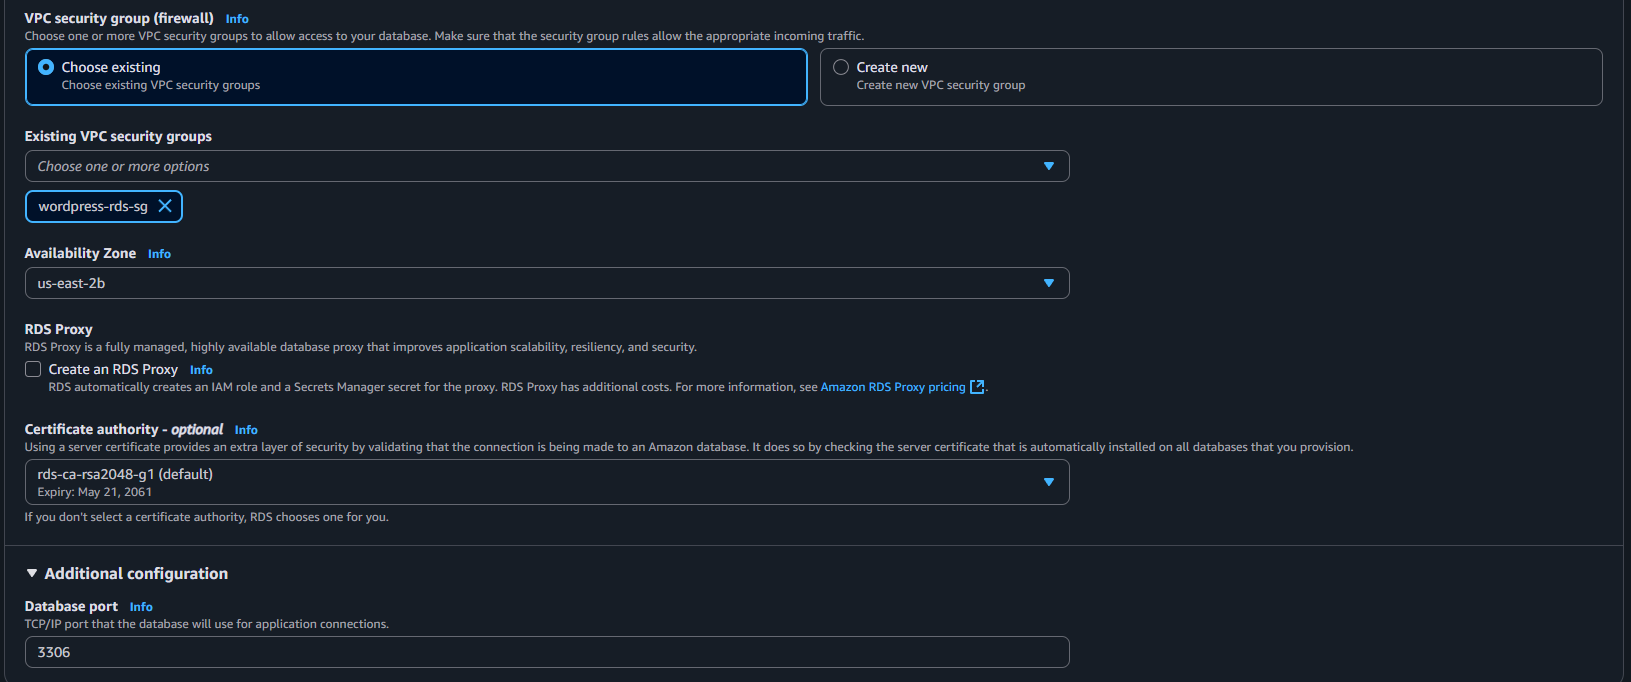 VPC security group (firewall) Info
Choose one or more VPC security groups to allow access to your database. Make sure that the security group rules allow the appropriate incoming traffic.
Choose existing
Choose existing VPC security groups
Create new
Create new VPC security group
Existing VPC security groups
Choose one or more options
wordpress-rds-sg
Availability Zone Info
us-east-2b
RDS Proxy
RDS Proxy is a fully managed, highly available database proxy that improves application scalability, resiliency, and security.
Create an RDS Proxy Info
RDS automatically creates an IAM role and a Secrets Manager secret for the proxy. RDS Proxy has additional costs. For more information, see Amazon RDS Proxy pricing.
Certificate authority - optional Info
Using a server certificate provides an extra layer of security by validating that the connection is being made to an Amazon database. It does so by checking the server certificate that is automatically installed on all databases that you provision.
rds-ca-rsa2048-g1 (default)
Expiry: May 21, 2061
If you don't select a certificate authority, RDS chooses one for you.
Additional configuration
Database port Info
TCP/IP port that the database will use for application connections.
3306